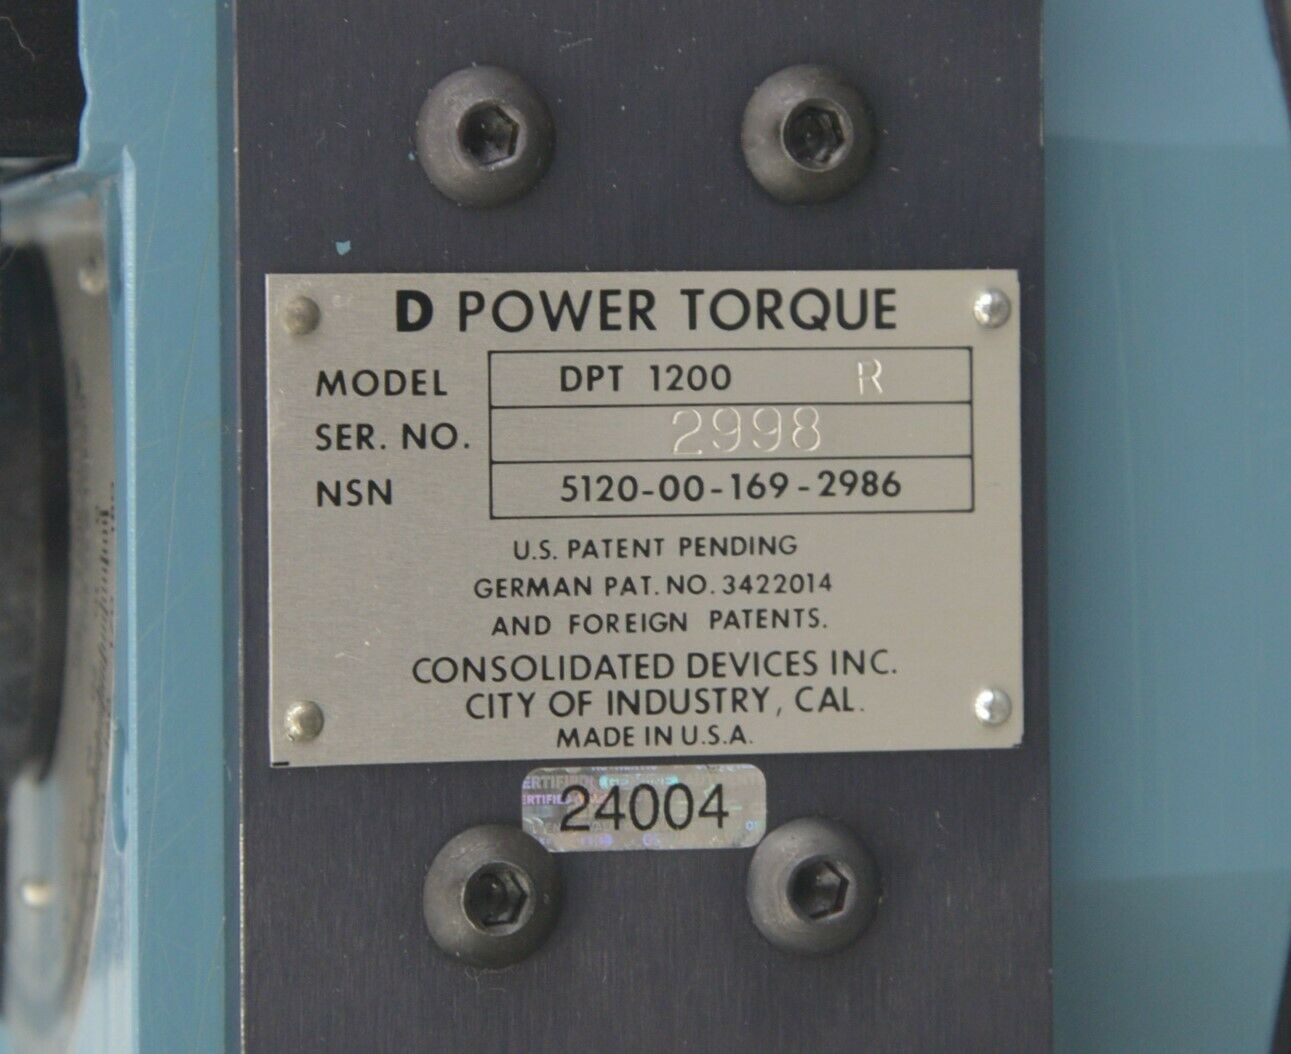 D POWER TORQUE
MODEL DPT 1200 R
SER. NO. 2998
NSN 5120-00-169-2986
U.S. PATENT PENDING
GERMAN PAT. NO. 3422014
AND FOREIGN PATENTS.
CONSOLIDATED DEVICES INC.
CITY OF INDUSTRY, CAL.
MADE IN U.S.A.
24004